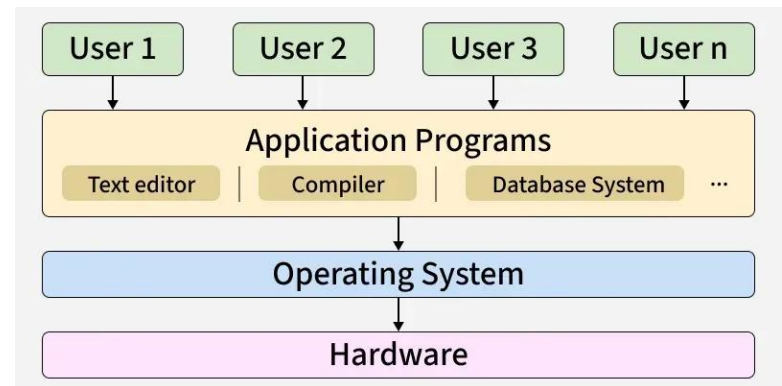 User 1 User 2 User 3 User n
Application Programs
Text editor Compiler Database System ...
Operating System
Hardware